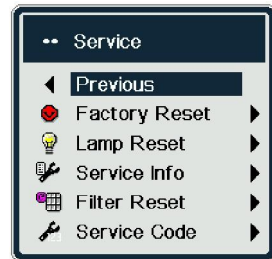 Service
Previous
Factory Reset
Lamp Reset
Service Info
Filter Reset
Service Code